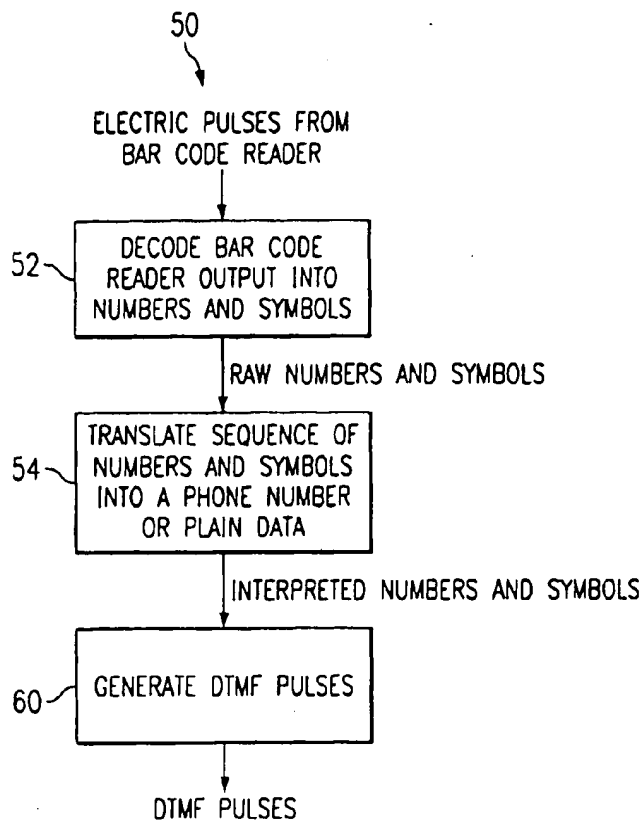 50
ELECTRIC PULSES FROM
BAR CODE READER
52
DECODE BAR CODE
READER OUTPUT INTO
NUMBERS AND SYMBOLS
RAW NUMBERS AND SYMBOLS
54
TRANSLATE SEQUENCE OF
NUMBERS AND SYMBOLS
INTO A PHONE NUMBER
OR PLAIN DATA
INTERPRETED NUMBERS AND SYMBOLS
60
GENERATE DTMF PULSES
DTMF PULSES